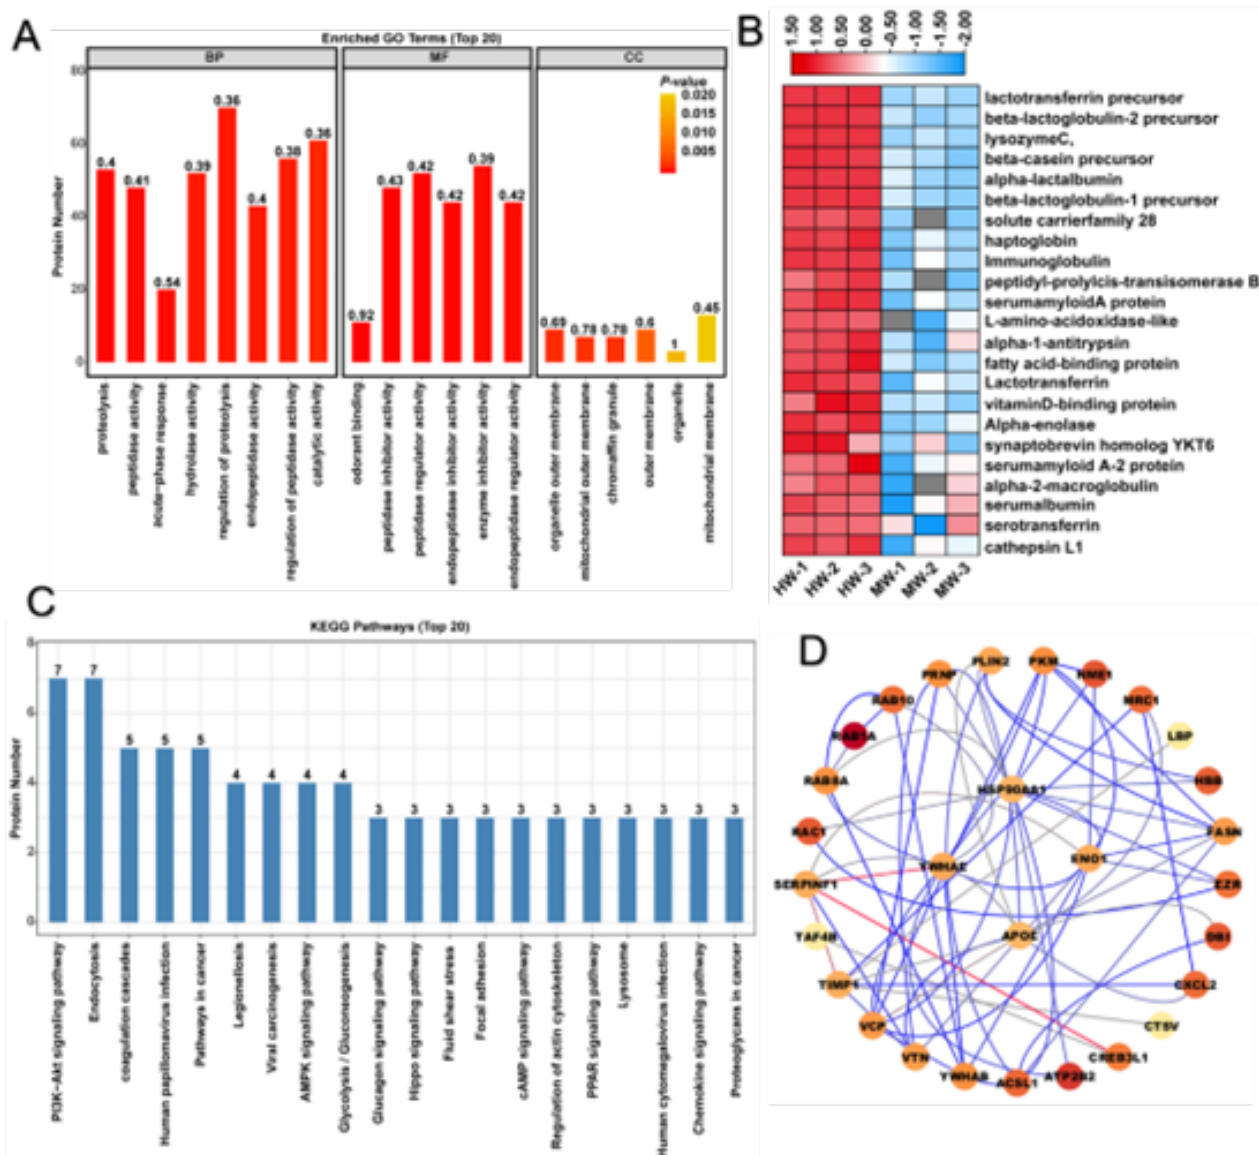 A
Enriched GO Terms (Top 20)
BP
MF
CC
Protein Number
80
60
40
20
0
0.4
0.41
0.54
0.39
0.36
0.4
0.38
0.36
0.92
0.43
0.42
0.42
0.39
0.42
0.69
0.78
0.78
0.6
1
0.45
P-value
0.020
0.015
0.010
0.005
proteolysis
peptidase activity
acute-phase response
hydrolase activity
regulation of proteolysis
endopeptidase activity
regulation of peptidase activity
catalytic activity
odorant binding
peptidase inhibitor activity
peptidase regulator activity
endopeptidase inhibitor activity
enzyme inhibitor activity
endopeptidase regulator activity
organelle outer membrane
mitochondrial outer membrane
chromaffin granule
outer membrane
organelle
mitochondrial membrane
B
1.50
1.00
0.50
0.00
-0.50
-1.00
-1.50
-2.00
lactotransferrin precursor
beta-lactoglobulin-2 precursor
lysozymeC,
beta-casein precursor
alpha-lactalbumin
beta-lactoglobulin-1 precursor
solute carrierfamily 28
haptoglobin
Immunoglobulin
peptidyl-prolylcis-transisomerase B
serumamyloidA protein
L-amino-acidoxidase-like
alpha-1-antitrypsin
fatty acid-binding protein
Lactotransferrin
vitaminD-binding protein
Alpha-enolase
synaptobrevin homolog YKT6
serumamyloid A-2 protein
alpha-2-macroglobulin
serumalbumin
serotransferrin
cathepsin L1
HW-1
HW-2
HW-3
MW-1
MW-2
MW-3
C
KEGG Pathways (Top 20)
Protein Number
8
6
4
2
0
7
7
5
5
5
4
4
4
4
3
3
3
3
3
3
3
3
3
3
3
PI3K-Akt signaling pathway
Endocytosis
coagulation cascades
Human papillomavirus infection
Pathways in cancer
Legionellosis
Viral carcinogenesis
AMPK signaling pathway
Glycolysis / Gluconeogenesis
Glucagon signaling pathway
Hippo signaling pathway
Fluid shear stress
Focal adhesion
cAMP signaling pathway
Regulation of actin cytoskeleton
PPAR signaling pathway
Lysosome
Human cytomegalovirus infection
Chemokine signaling pathway
Proteoglycans in cancer
D
PLIN2
PKM
PRNP
NME1
RAB10
MRC1
RAB5A
LBP
RAB8A
HBB
HSP90AA1
RAC1
FASN
YWHAE
ENO1
SERPINF1
EZR
TAF4B
APOE
DBI
TIMP1
CXCL2
VCP
CTSV
VTN
CREB3L1
YWHAB
ACSL1
ATP2B2